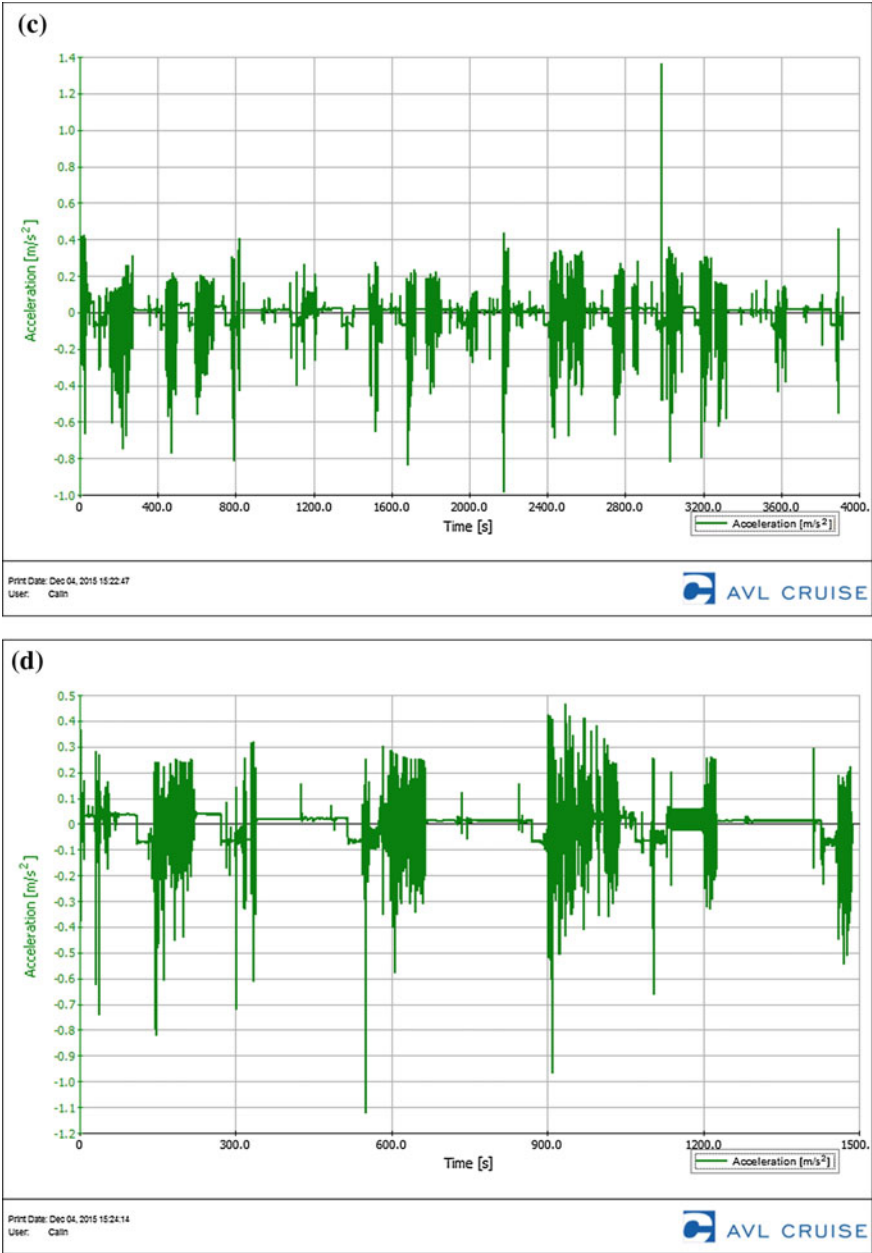 (c)
1.4
1.2
1.0
0.8
0.6
0.4
0.2
0
-0.2
-0.4
-0.6
-0.8
-1.0
Acceleration [m/s²]
0 400.0 800.0 1200.0 1600.0 2000.0 2400.0 2800.0 3200.0 3600.0 4000.
Time [s]
Acceleration [m/s²]
Print Date: Dec 04, 2015 15:22:47
User: Calin
AVL CRUISE
(d)
0.5
0.4
0.3
0.2
0.1
0
-0.1
-0.2
-0.3
-0.4
-0.5
-0.6
-0.7
-0.8
-0.9
-1.0
-1.1
-1.2
Acceleration [m/s²]
0 300.0 600.0 900.0 1200.0 1500.
Time [s]
Acceleration [m/s²]
Print Date: Dec 04, 2015 15:24:14
User: Calin
AVL CRUISE